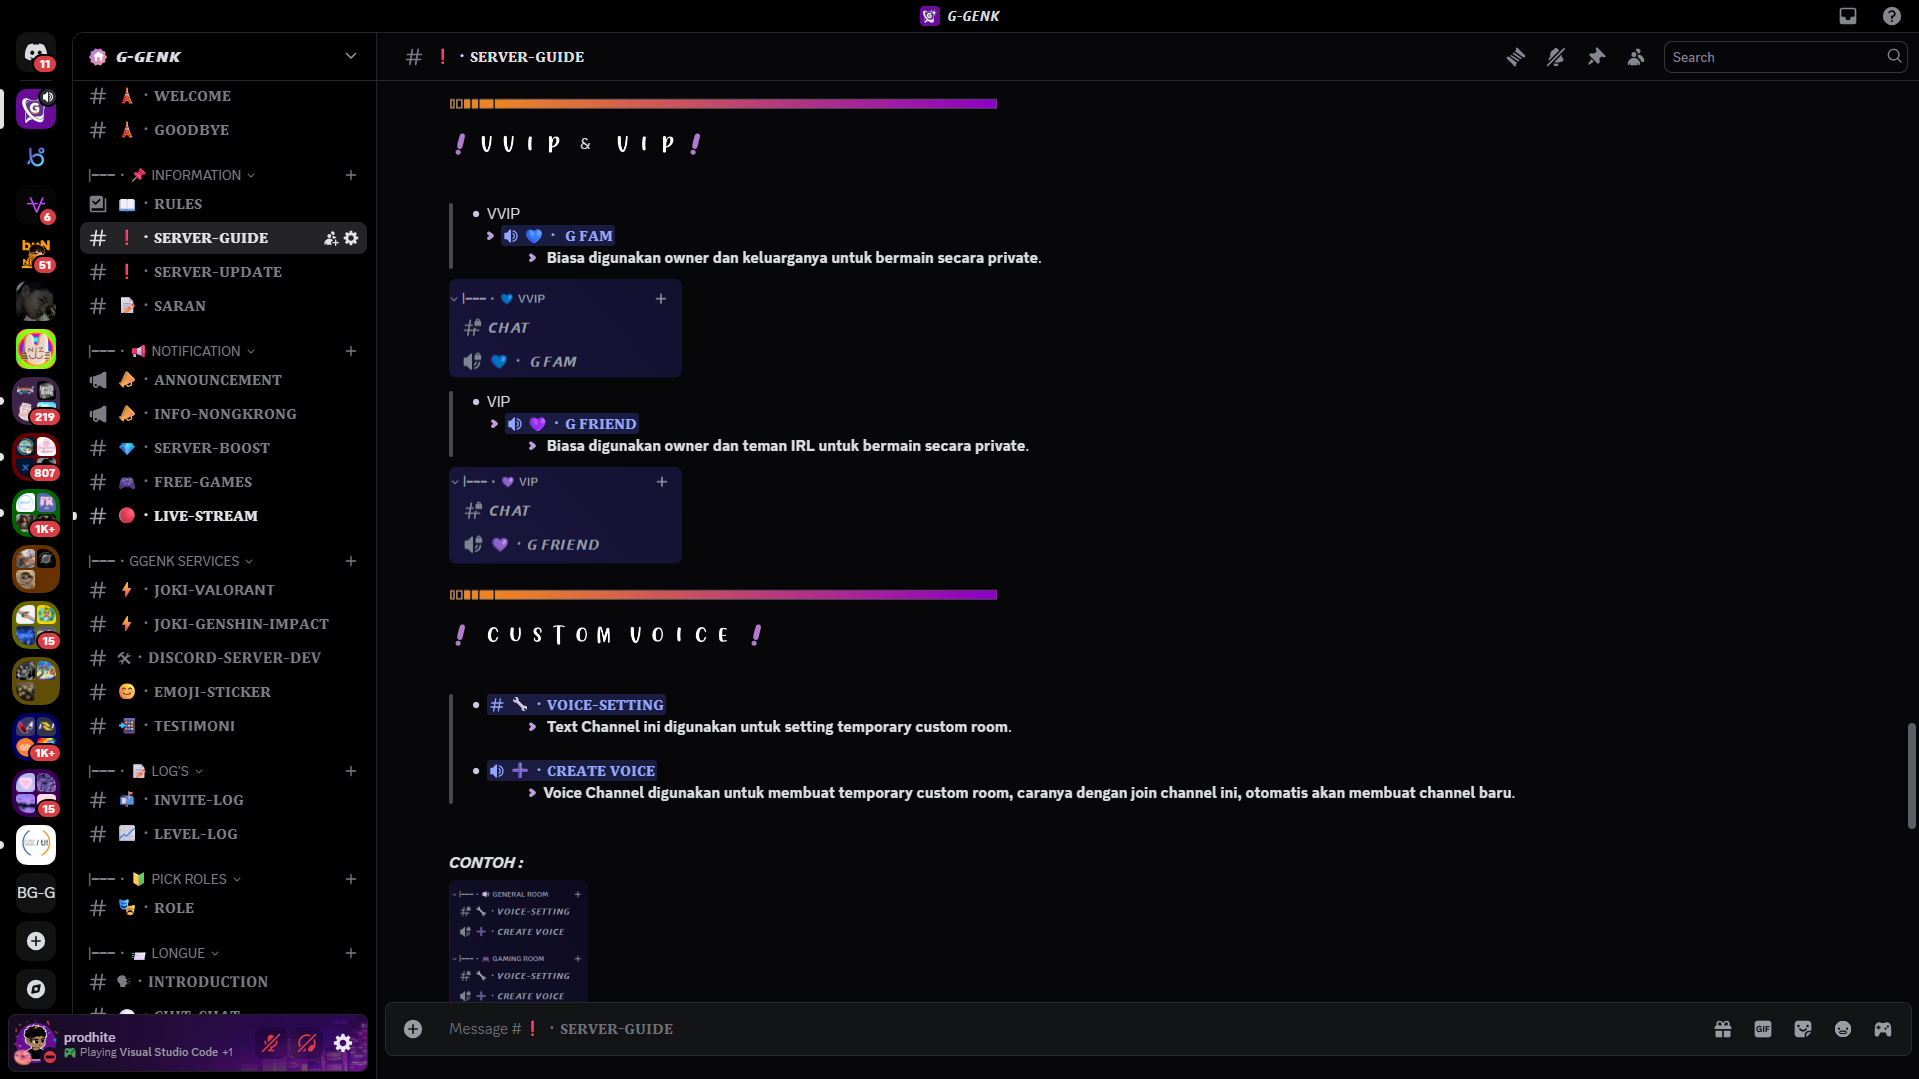 G-GENK
11
6
51
219
807
1K+
15
1K+
15
BG-G
G-GENK
WELCOME
GOODBYE
INFORMATION
RULES
SERVER-GUIDE
SERVER-UPDATE
SARAN
NOTIFICATION
ANNOUNCEMENT
INFO-NONGKRONG
SERVER-BOOST
FREE-GAMES
LIVE-STREAM
GGENK SERVICES
JOKI-VALORANT
JOKI-GENSHIN-IMPACT
DISCORD-SERVER-DEV
EMOJI-STICKER
TESTIMONI
LOG'S
INVITE-LOG
LEVEL-LOG
PICK ROLES
ROLE
LONGUE
INTRODUCTION
CHIT-CHAT
prodhite
Playing Visual Studio Code +1
# ❗ · SERVER-GUIDE
Search
! VVIP & VIP !
• VVIP
G FAM
Biasa digunakan owner dan keluarganya untuk bermain secara private.
VVIP
CHAT
G FAM
• VIP
G FRIEND
Biasa digunakan owner dan teman IRL untuk bermain secara private.
VIP
CHAT
G FRIEND
! CUSTOM VOICE !
• # 🔧 · VOICE-SETTING
Text Channel ini digunakan untuk setting temporary custom room.
• ➕ · CREATE VOICE
Voice Channel digunakan untuk membuat temporary custom room, caranya dengan join channel ini, otomatis akan membuat channel baru.
CONTOH :
GENERAL ROOM
VOICE-SETTING
CREATE VOICE
GAMING ROOM
VOICE-SETTING
CREATE VOICE
Message # ❗ · SERVER-GUIDE
GIF